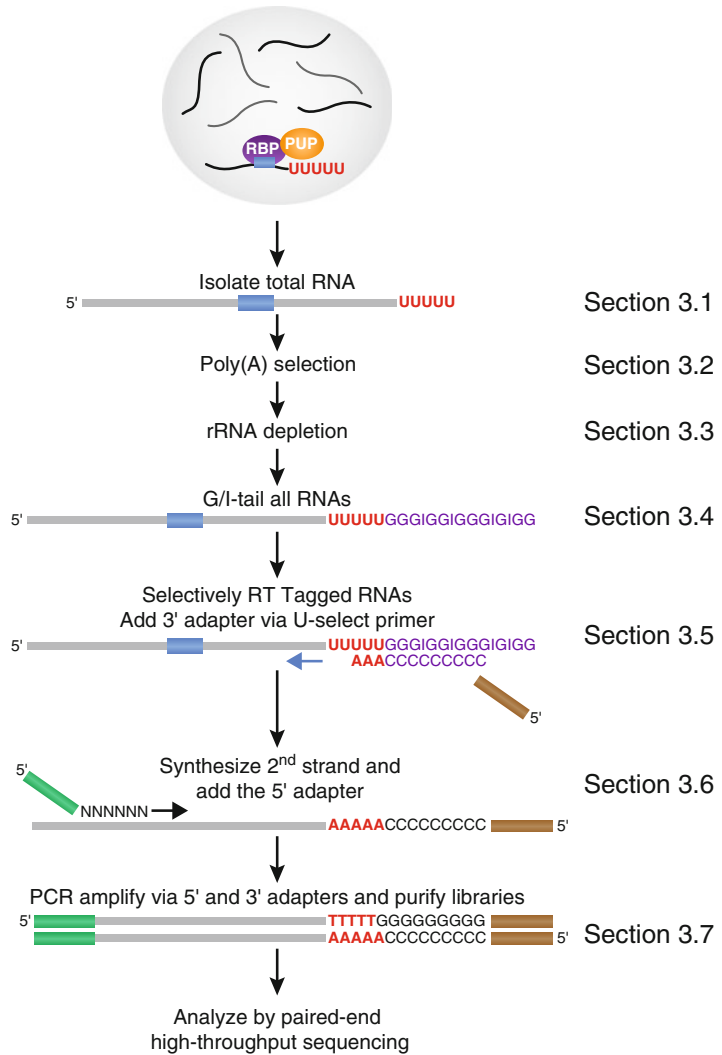 RBP PUP
UUUUU
Isolate total RNA
5' UUUUU Section 3.1
Poly(A) selection Section 3.2
rRNA depletion Section 3.3
G/I-tail all RNAs
5' UUUUUGGGIGGIGGGIGIGG Section 3.4
Selectively RT Tagged RNAs
Add 3' adapter via U-select primer
5' UUUUUGGGIGGIGGGIGIGG Section 3.5
AAACCCCCCCCC
5'
Synthesize 2nd strand and
add the 5' adapter
5' Section 3.6
NNNNNN
AAAAACCCCCCCCC 5'
PCR amplify via 5' and 3' adapters and purify libraries
5' TTTTTGGGGGGGGG
AAAAACCCCCCCCC 5' Section 3.7
Analyze by paired-end
high-throughput sequencing